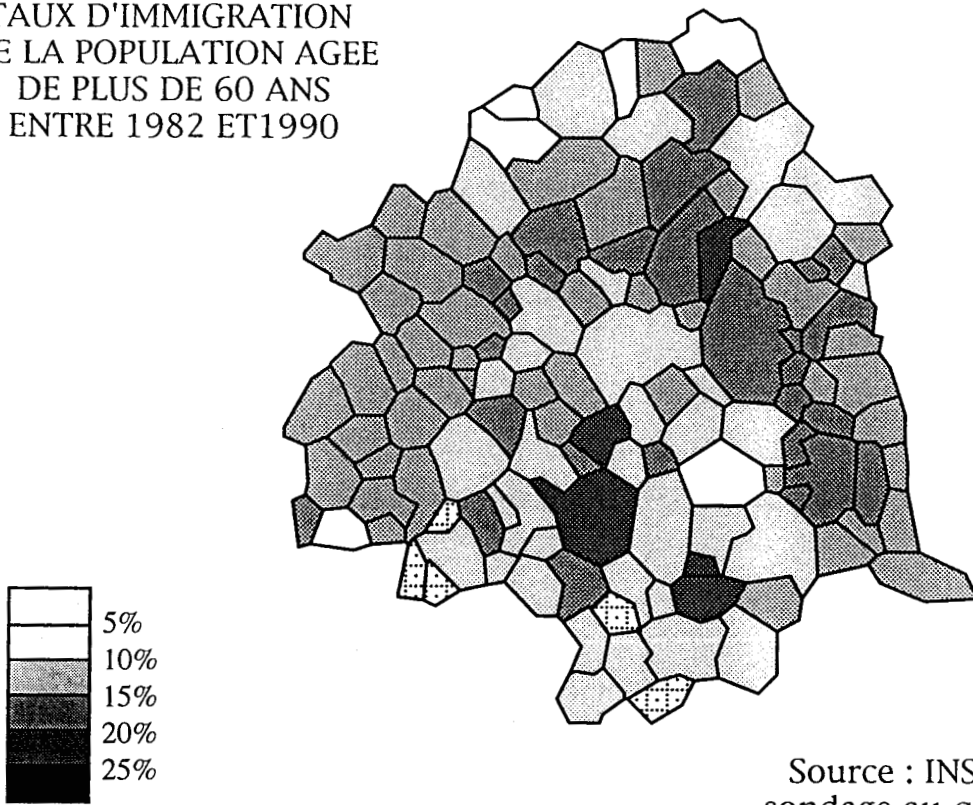 TAUX D'IMMIGRATION
E LA POPULATION AGEE
DE PLUS DE 60 ANS
ENTRE 1982 ET1990
5%
10%
15%
20%
25%
Source : INS
sondage au